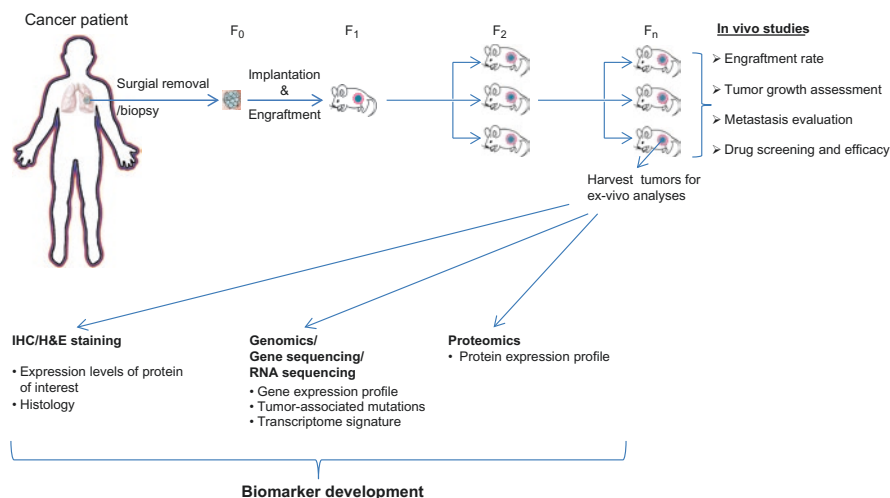 Cancer patient
F0
F1
F2
Fn
In vivo studies
Surgial removal
/biopsy
Implantation
&
Engraftment
➢ Engraftment rate
➢ Tumor growth assessment
➢ Metastasis evaluation
➢ Drug screening and efficacy
Harvest tumors for
ex-vivo analyses
IHC/H&E staining
• Expression levels of protein
of interest
• Histology
Genomics/
Gene sequencing/
RNA sequencing
• Gene expression profile
• Tumor-associated mutations
• Transcriptome signature
Proteomics
• Protein expression profile
Biomarker development